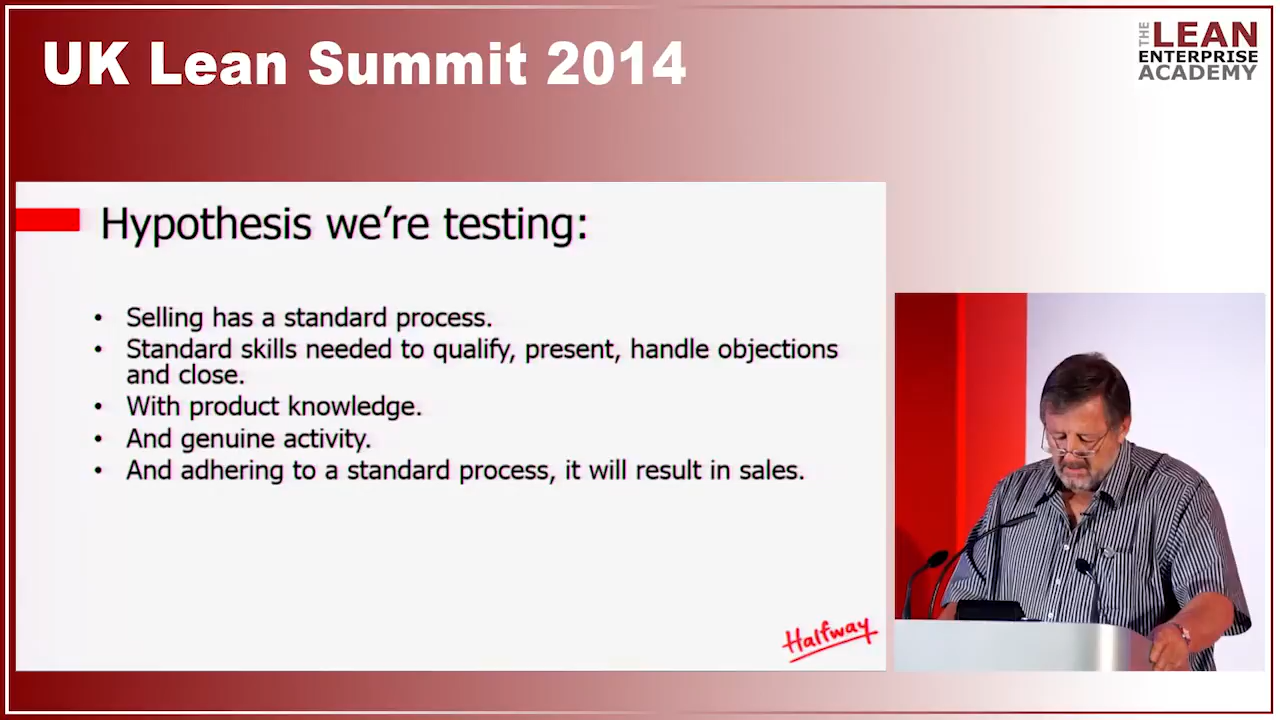 UK Lean Summit 2014
THE LEAN
ENTERPRISE
ACADEMY
Hypothesis we're testing:
• Selling has a standard process.
• Standard skills needed to qualify, present, handle objections
and close.
• With product knowledge.
• And genuine activity.
• And adhering to a standard process, it will result in sales.
Halfway